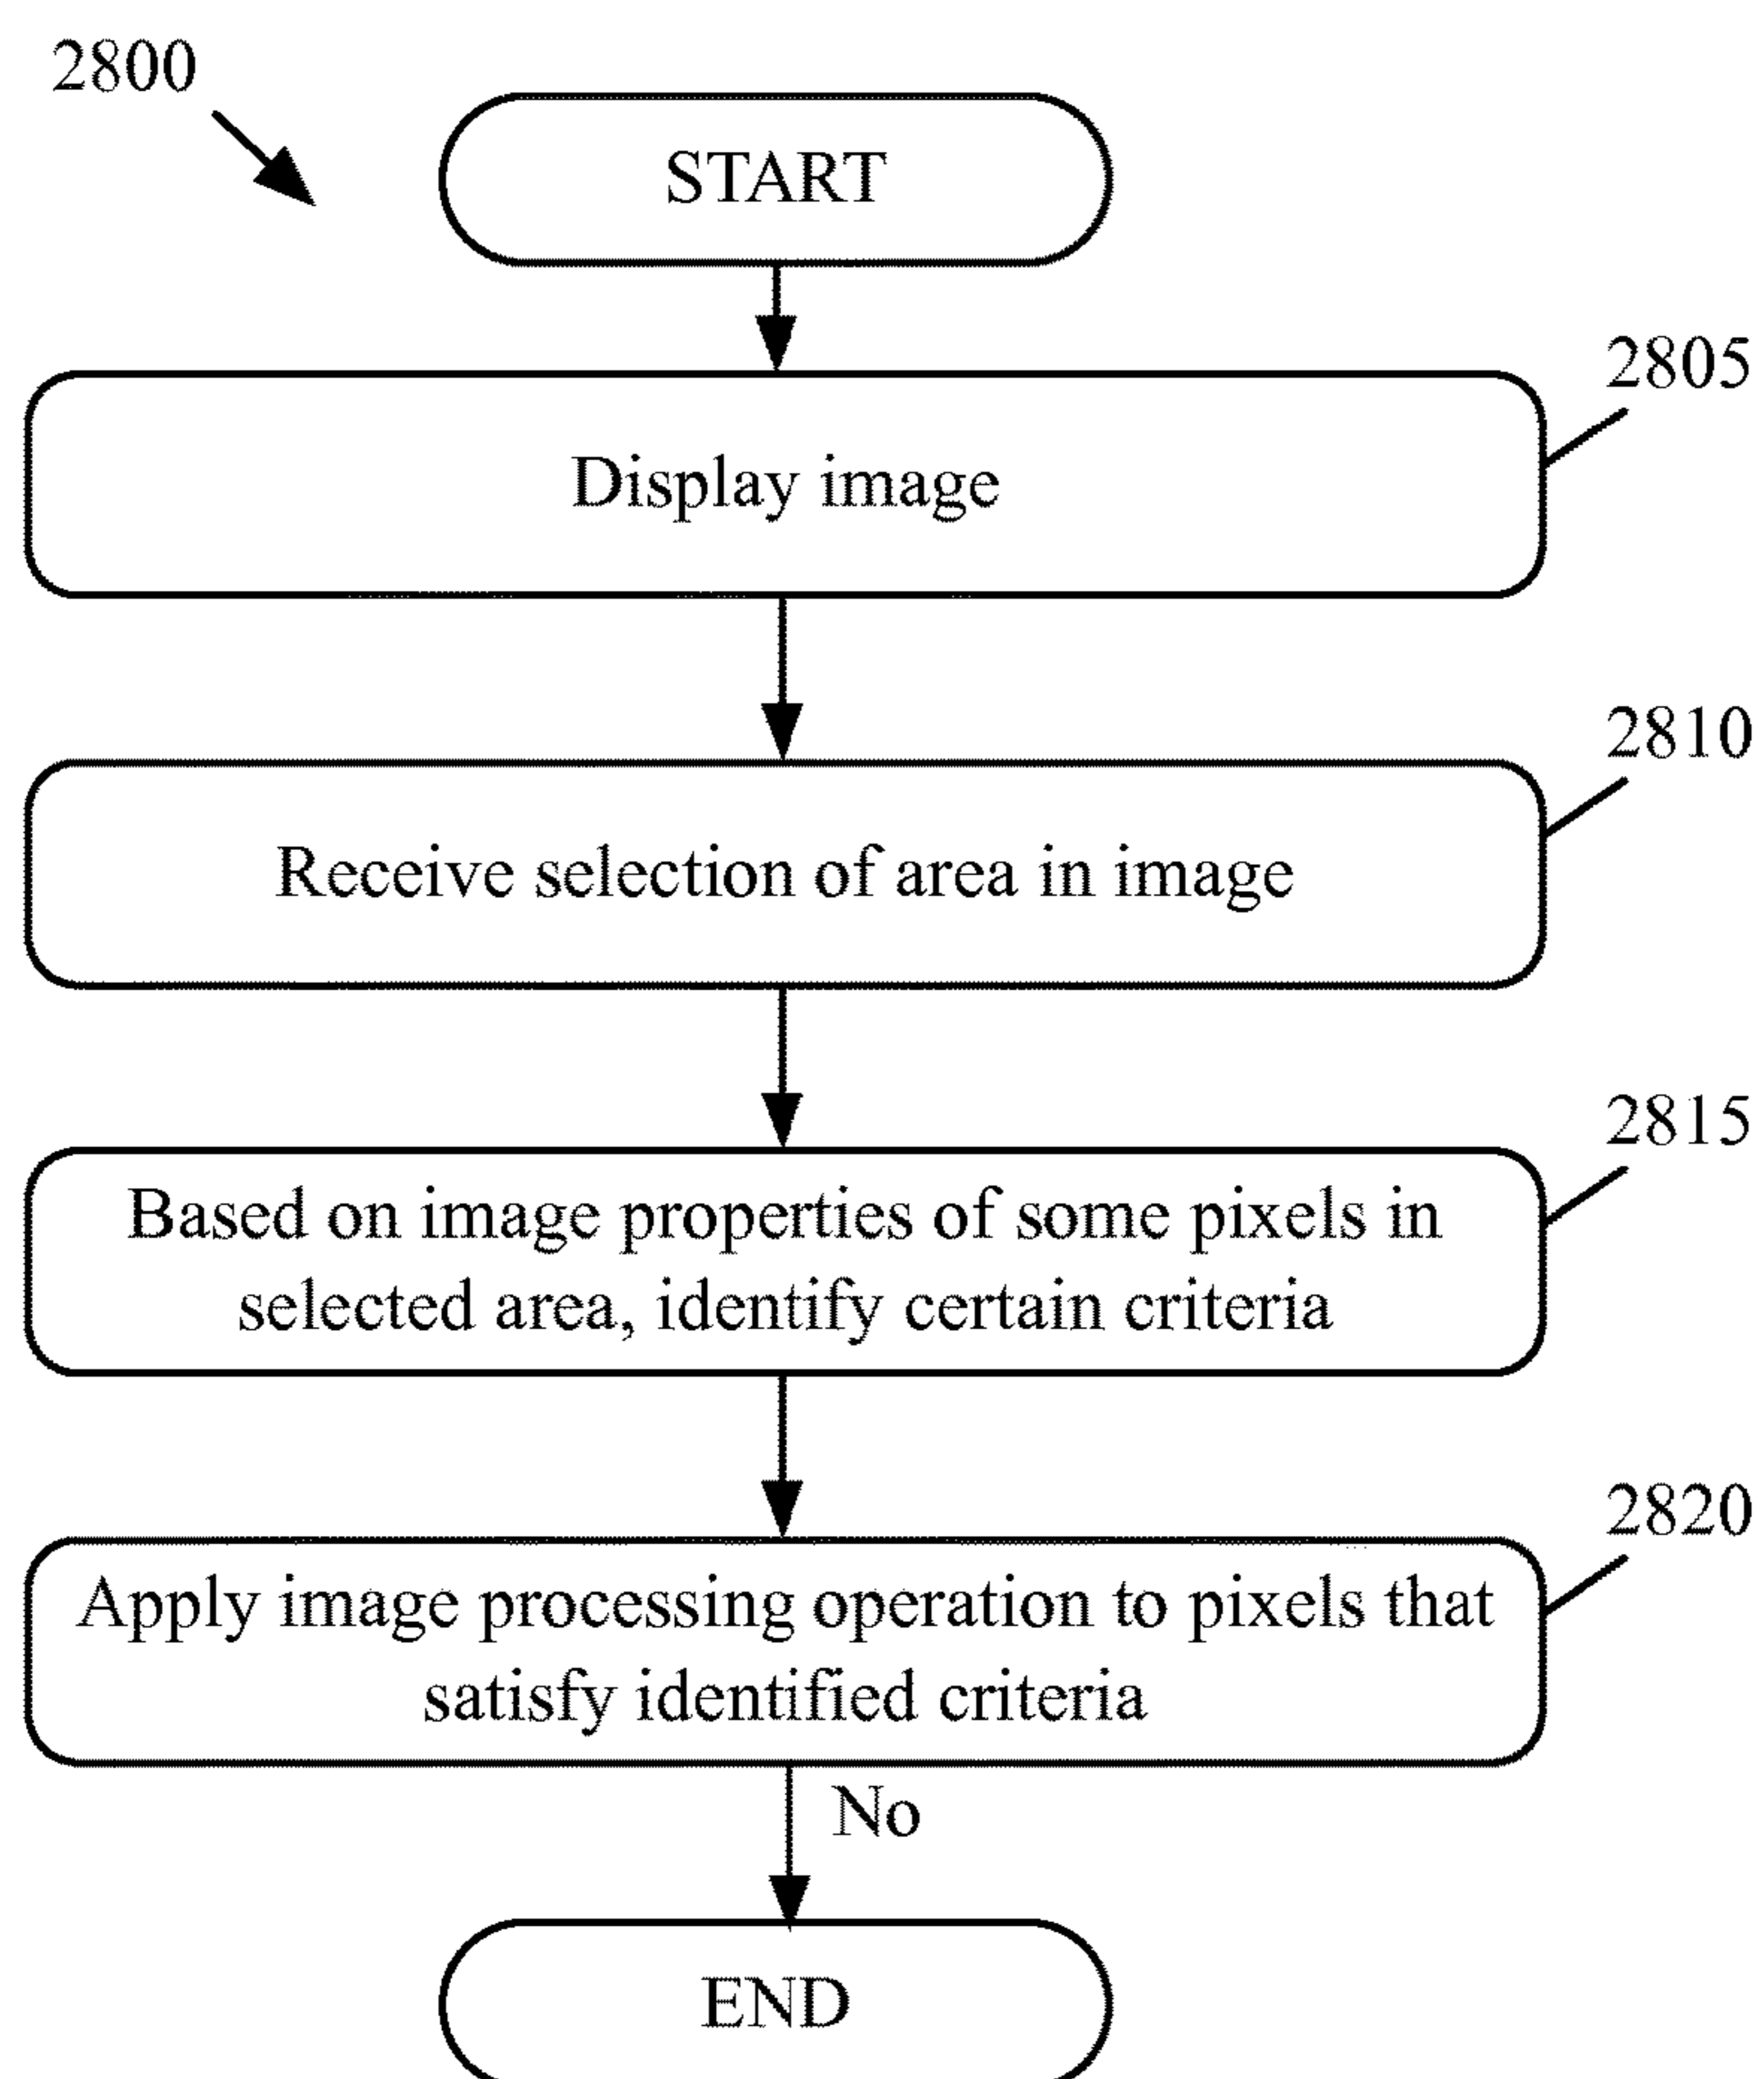 2800
START
2805
Display image
2810
Receive selection of area in image
2815
Based on image properties of some pixels in
selected area, identify certain criteria
2820
Apply image processing operation to pixels that
satisfy identified criteria
No
END